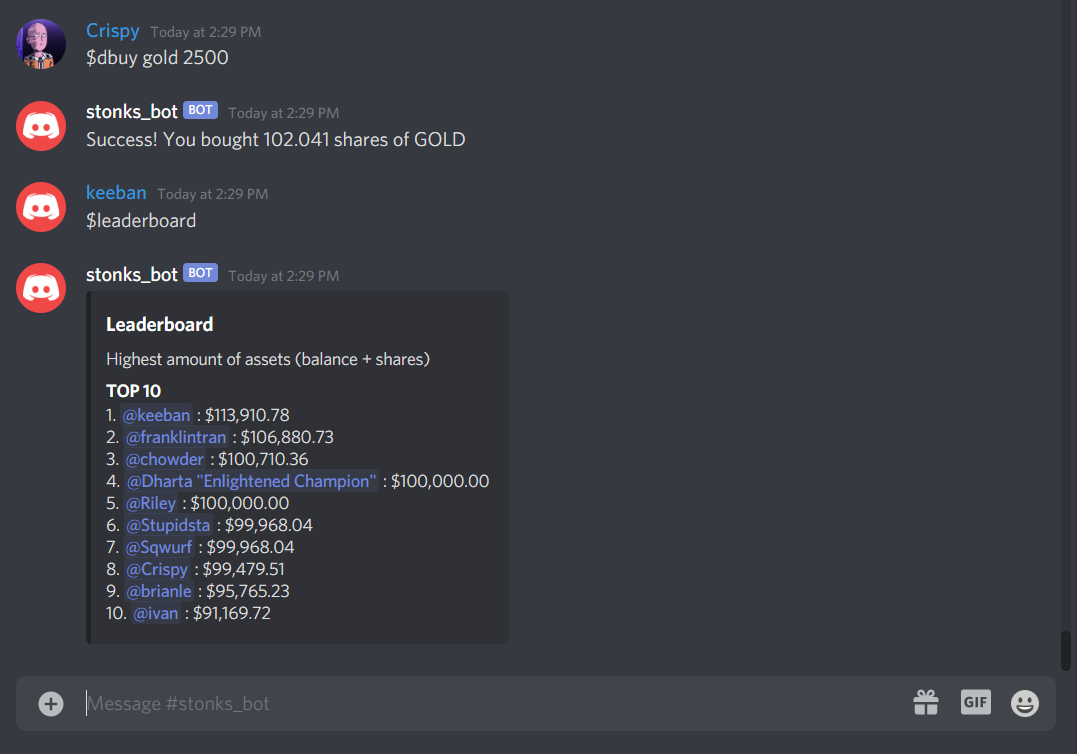 Crispy Today at 2:29 PM
$dbuy gold 2500
stonks_bot BOT Today at 2:29 PM
Success! You bought 102.041 shares of GOLD
keeban Today at 2:29 PM
$leaderboard
stonks_bot BOT Today at 2:29 PM
Leaderboard
Highest amount of assets (balance + shares)
TOP 10
1. @keeban : $113,910.78
2. @franklintran : $106,880.73
3. @chowder : $100,710.36
4. @Dharta "Enlightened Champion" : $100,000.00
5. @Riley : $100,000.00
6. @Stupidsta : $99,968.04
7. @Sqwurf : $99,968.04
8. @Crispy : $99,479.51
9. @brianle : $95,765.23
10. @ivan : $91,169.72
Message #stonks_bot GIF